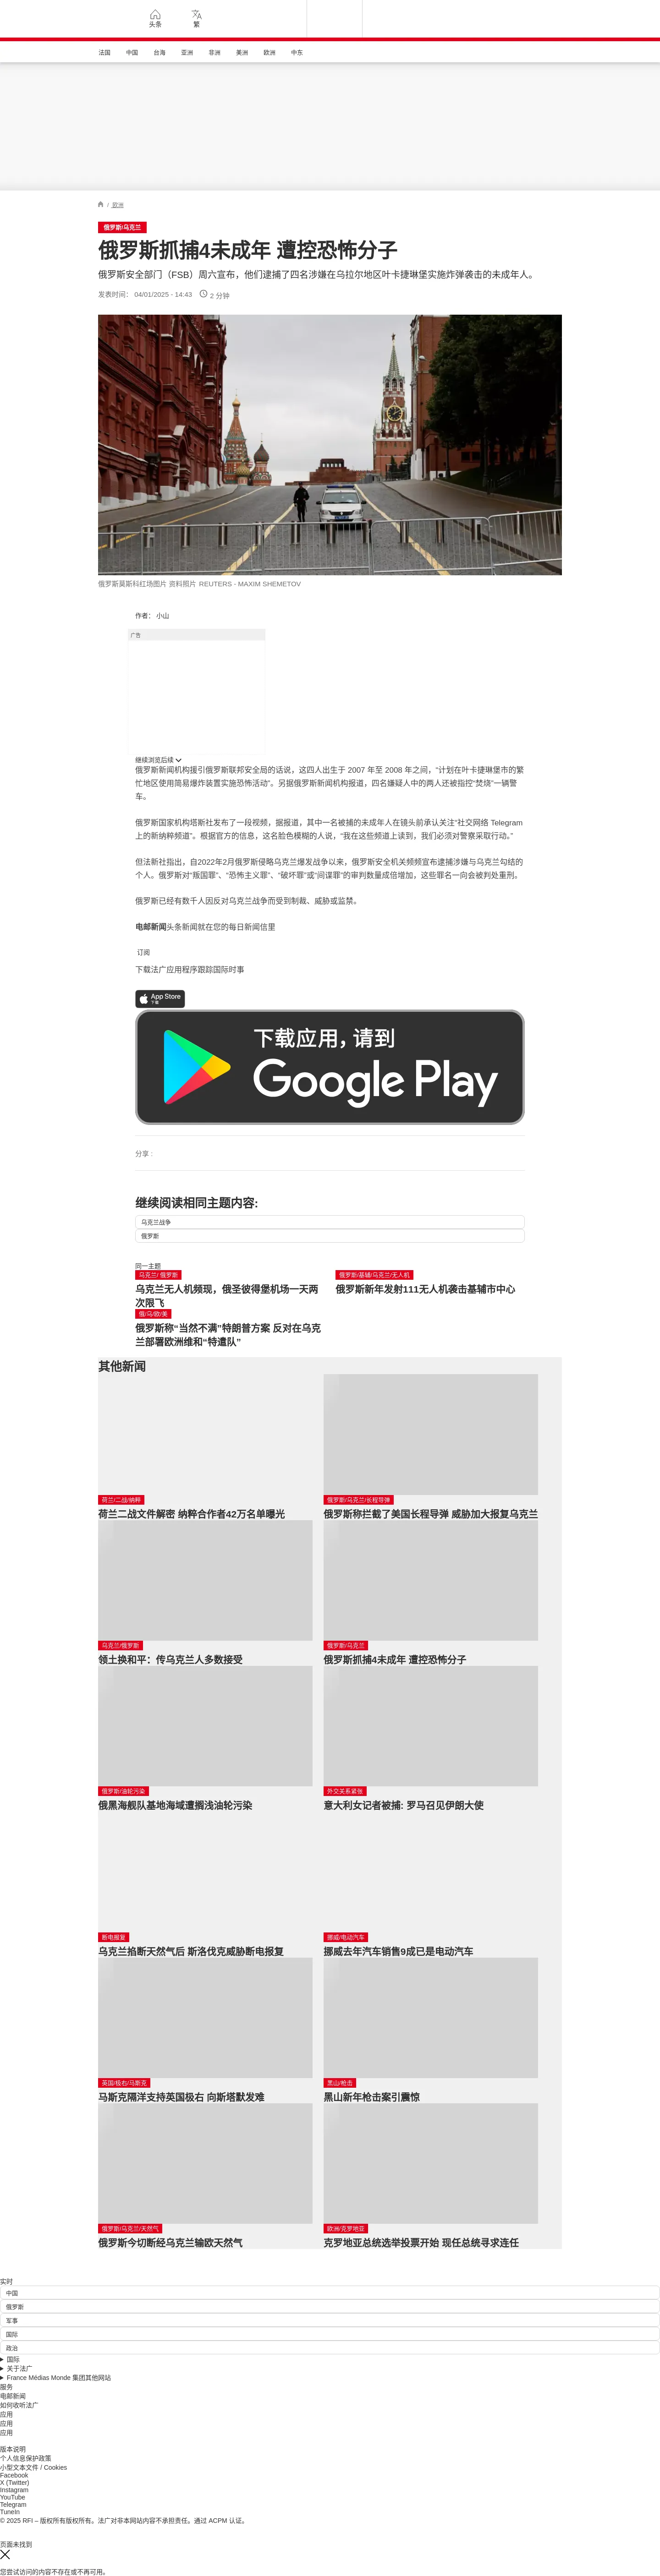 头条
繁
法国 中国 台海 亚洲 非洲 美洲 欧洲 中东
/ 欧洲
俄罗斯/乌克兰
俄罗斯抓捕4未成年 遭控恐怖分子
俄罗斯安全部门（FSB）周六宣布，他们逮捕了四名涉嫌在乌拉尔地区叶卡捷琳堡实施炸弹袭击的未成年人。
发表时间： 04/01/2025 - 14:43 2 分钟
俄罗斯莫斯科红场图片 资料照片 REUTERS - MAXIM SHEMETOV
作者： 小山
广告
继续浏览后续
俄罗斯新闻机构援引俄罗斯联邦安全局的话说，这四人出生于 2007 年至 2008 年之间，“计划在叶卡捷琳堡市的繁
忙地区使用简易爆炸装置实施恐怖活动”。另据俄罗斯新闻机构报道，四名嫌疑人中的两人还被指控“焚烧”一辆警
车。
俄罗斯国家机构塔斯社发布了一段视频，据报道，其中一名被捕的未成年人在镜头前承认关注“社交网络 Telegram
上的新纳粹频道”。根据官方的信息，这名脸色模糊的人说，“我在这些频道上读到，我们必须对警察采取行动。”
但法新社指出，自2022年2月俄罗斯侵略乌克兰爆发战争以来，俄罗斯安全机关频频宣布逮捕涉嫌与乌克兰勾结的
个人。俄罗斯对“叛国罪”、“恐怖主义罪”、“破坏罪”或“间谍罪”的审判数量成倍增加，这些罪名一向会被判处重刑。
俄罗斯已经有数千人因反对乌克兰战争而受到制裁、威胁或监禁。
电邮新闻头条新闻就在您的每日新闻信里
订阅
下载法广应用程序跟踪国际时事
App Store
下载
下载应用，请到
Google Play
分享 :
继续阅读相同主题内容:
乌克兰战争
俄罗斯
同一主题
乌克兰/ 俄罗斯
乌克兰无人机频现，俄圣彼得堡机场一天两
次限飞
俄罗斯/基辅/乌克兰/无人机
俄罗斯新年发射111无人机袭击基辅市中心
俄/乌/欧/美
俄罗斯称“当然不满”特朗普方案 反对在乌克
兰部署欧洲维和“特遣队”
其他新闻
荷兰/二战/纳粹
荷兰二战文件解密 纳粹合作者42万名单曝光
俄罗斯/乌克兰/长程导弹
俄罗斯称拦截了美国长程导弹 威胁加大报复乌克兰
乌克兰/俄罗斯
领土换和平：传乌克兰人多数接受
俄罗斯/乌克兰
俄罗斯抓捕4未成年 遭控恐怖分子
俄罗斯/油轮污染
俄黑海舰队基地海域遭搁浅油轮污染
外交关系紧张
意大利女记者被捕: 罗马召见伊朗大使
断电报复
乌克兰掐断天然气后 斯洛伐克威胁断电报复
挪威/电动汽车
挪威去年汽车销售9成已是电动汽车
英国/极右/马斯克
马斯克隔洋支持英国极右 向斯塔默发难
黑山/枪击
黑山新年枪击案引震惊
俄罗斯/乌克兰/天然气
俄罗斯今切断经乌克兰输欧天然气
欧洲/克罗地亚
克罗地亚总统选举投票开始 现任总统寻求连任
实时
中国
俄罗斯
军事
国际
政治
国际
关于法广
France Médias Monde 集团其他网站
服务
电邮新闻
如何收听法广
应用
应用
应用
版本说明
个人信息保护政策
小型文本文件 / Cookies
Facebook
X (Twitter)
Instagram
YouTube
Telegram
TuneIn
© 2025 RFI – 版权所有版权所有。法广对非本网站内容不承担责任。通过 ACPM 认证。
页面未找到
您尝试访问的内容不存在或不再可用。